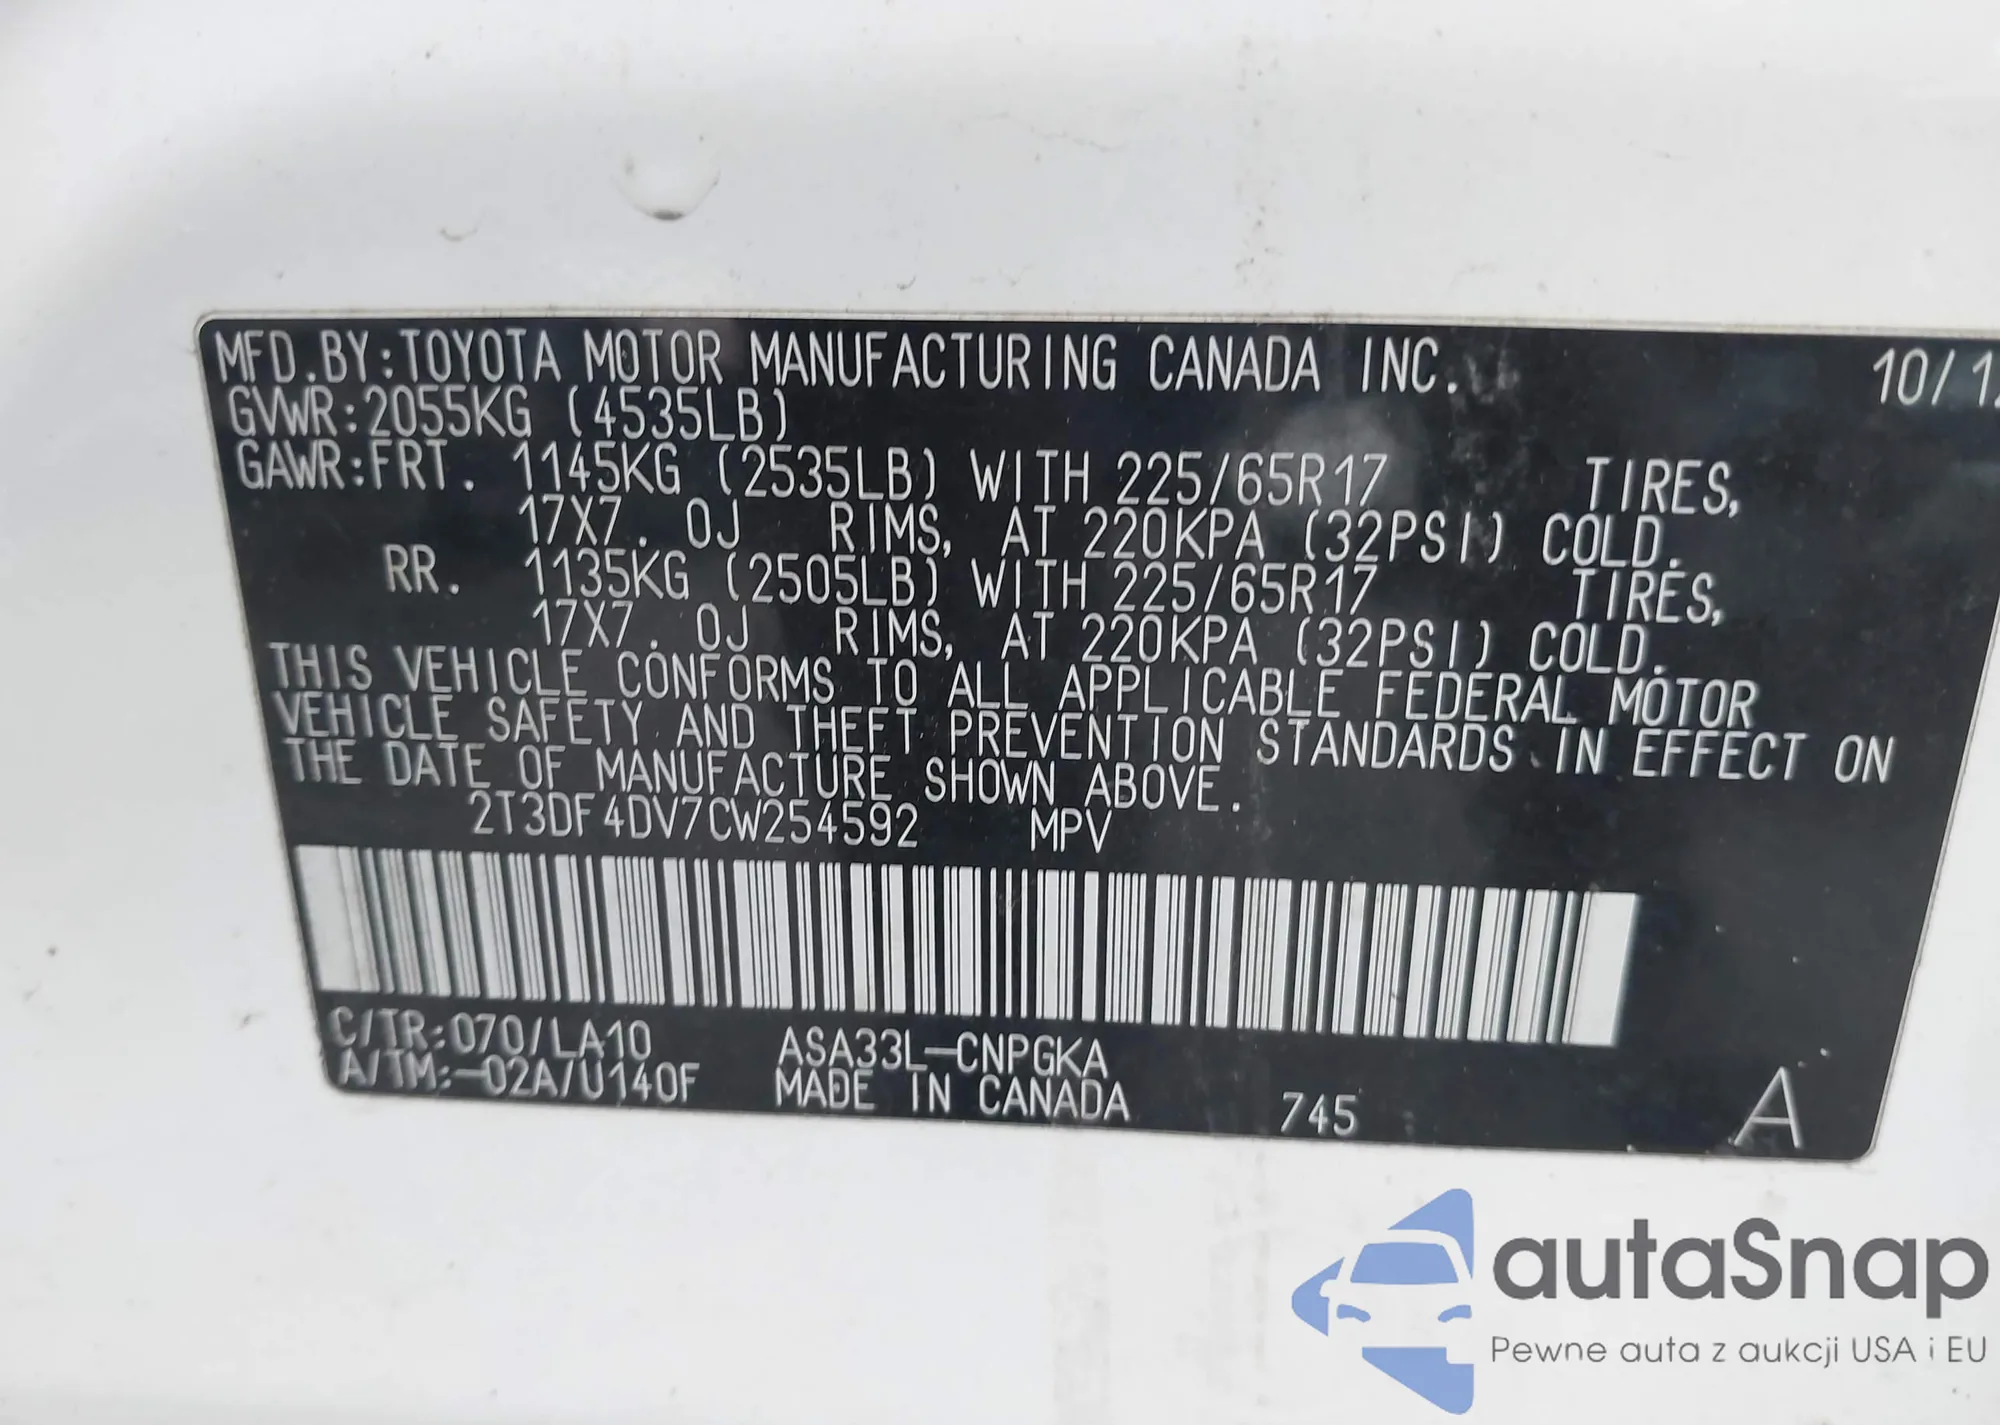 MFD.BY:TOYOTA MOTOR MANUFACTURING CANADA INC. 10/12
GVWR:2055KG (4535LB)
GAWR:FRT. 1145KG (2535LB) WITH 225/65R17 TIRES,
17X7.0J RIMS, AT 220KPA (32PSI) COLD.
RR. 1135KG (2505LB) WITH 225/65R17 TIRES,
17X7.0J RIMS, AT 220KPA (32PSI) COLD.
THIS VEHICLE CONFORMS TO ALL APPLICABLE FEDERAL MOTOR
VEHICLE SAFETY AND THEFT PREVENTION STANDARDS IN EFFECT ON
THE DATE OF MANUFACTURE SHOWN ABOVE.
2T3DF4DV7CW254592 MPV
C/TR:070/LA10 ASA33L-CNPGKA
A/TM:-02A/U140F MADE IN CANADA 745 A
autaSnap
Pewne auta z aukcji USA i EU